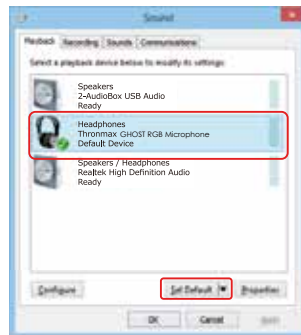 Sound
Playback Recording Sounds Communications
Select a playback device below to modify its settings:
Speakers
2-AudioBox USB Audio
Ready
Headphones
Thronmax GHOST RGB Microphone
Default Device
Speakers / Headphones
Realtek High Definition Audio
Ready
Configure Set Default Properties
OK Cancel Apply